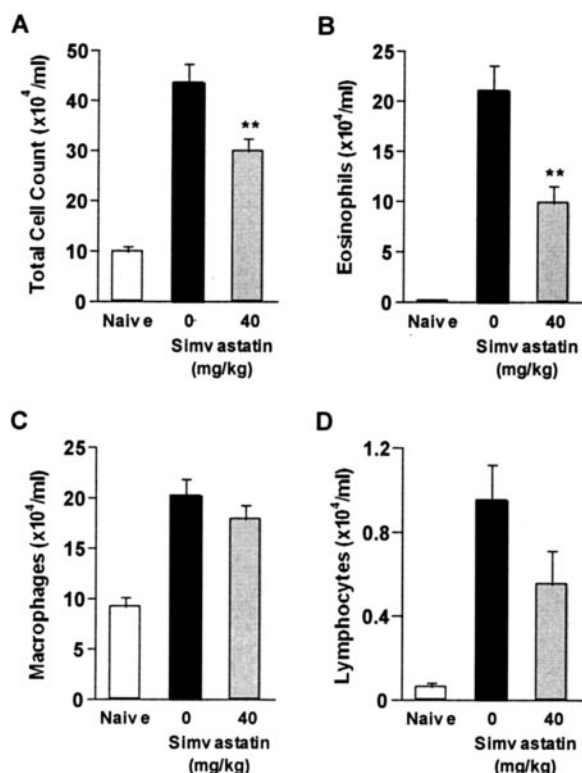 A
Total Cell Count (x10⁴/ml)
50
40
30
20
10
0
**
Naive 0 40
Simvastatin
(mg/kg)
B
Eosinophils (x10⁴/ml)
25
20
15
10
5
0
**
Naive 0 40
Simvastatin
(mg/kg)
C
Macrophages (x10⁴/ml)
25
20
15
10
5
0
Naive 0 40
Simvastatin
(mg/kg)
D
Lymphocytes (x10⁴/ml)
1.2
0.8
0.4
0
Naive 0 40
Simvastatin
(mg/kg)